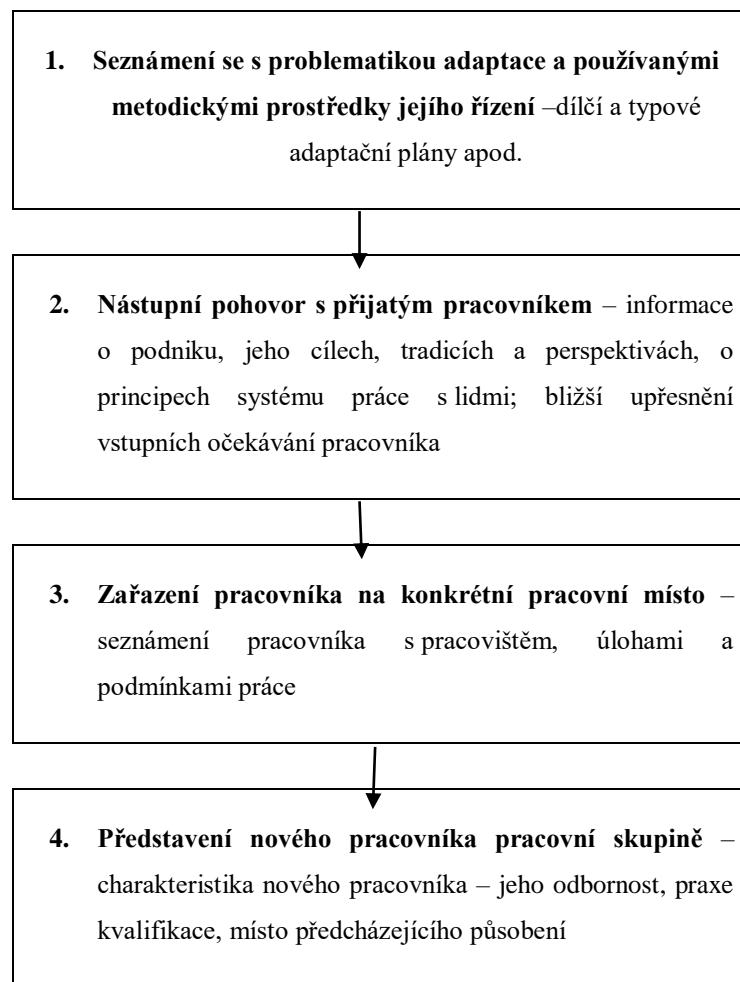 1. Seznámení se s problematikou adaptace a používanými
metodickými prostředky jejího řízení –dílčí a typové
adaptační plány apod.
2. Nástupní pohovor s přijatým pracovníkem – informace
o podniku, jeho cílech, tradicích a perspektivách, o
principech systému práce s lidmi; bližší upřesnění
vstupních očekávání pracovníka
3. Zařazení pracovníka na konkrétní pracovní místo –
seznámení pracovníka s pracovištěm, úlohami a
podmínkami práce
4. Představení nového pracovníka pracovní skupině –
charakteristika nového pracovníka – jeho odbornost, praxe
kvalifikace, místo předcházejícího působení